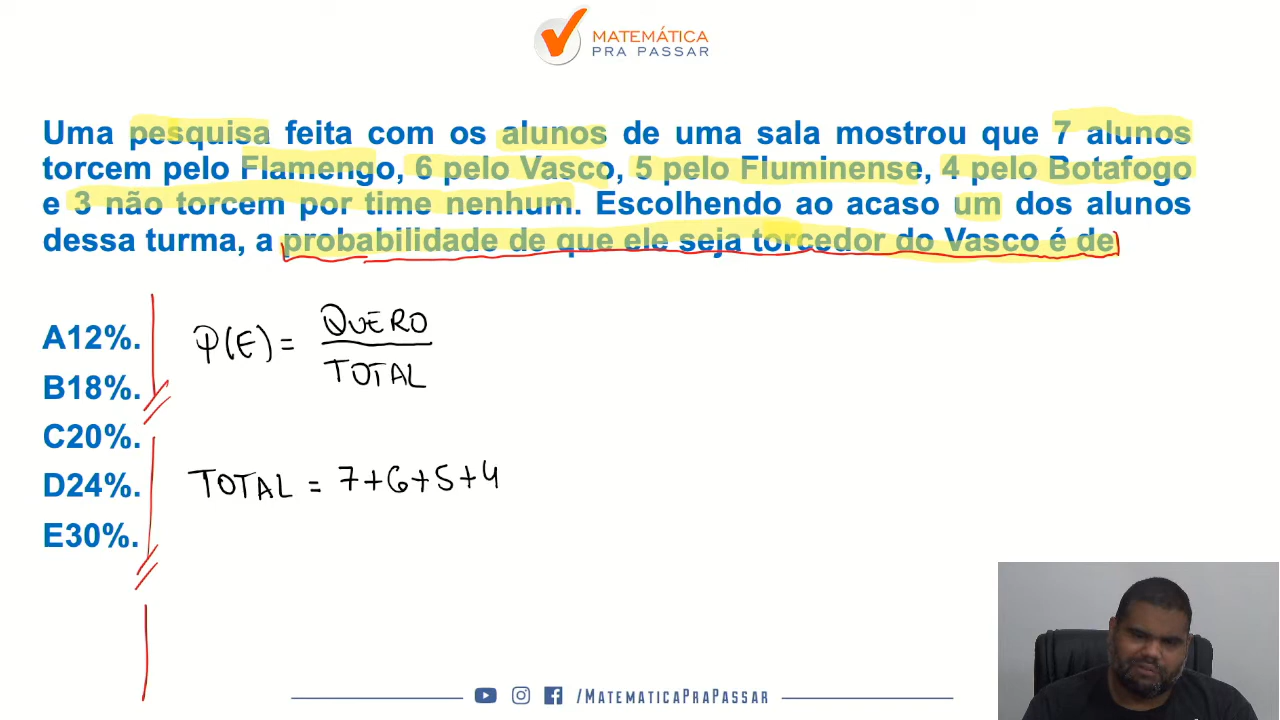 MATEMÁTICA
PRA PASSAR
Uma pesquisa feita com os alunos de uma sala mostrou que 7 alunos
torcem pelo Flamengo, 6 pelo Vasco, 5 pelo Fluminense, 4 pelo Botafogo
e 3 não torcem por time nenhum. Escolhendo ao acaso um dos alunos
dessa turma, a probabilidade de que ele seja torcedor do Vasco é de
A12%.
B18%.
C20%.
D24%.
E30%.
P(E) = QUERO
TOTAL
TOTAL = 7+6+5+4
/MATEMATICAPRAPASSAR